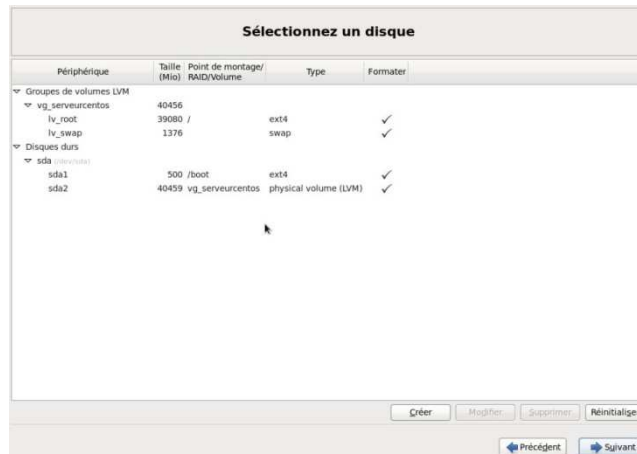 Sélectionnez un disque
Périphérique Taille (Mio) Point de montage/ RAID/Volume Type Formater
Groupes de volumes LVM
vg_serveurcentos 40456
lv_root 39080 / ext4 ✓
lv_swap 1376 swap ✓
Disques durs
sda (/dev/sda)
sda1 500 /boot ext4 ✓
sda2 40459 vg_serveurcentos physical volume (LVM) ✓
Créer Modifier Supprimer Réinitialise
Précédent Suivant